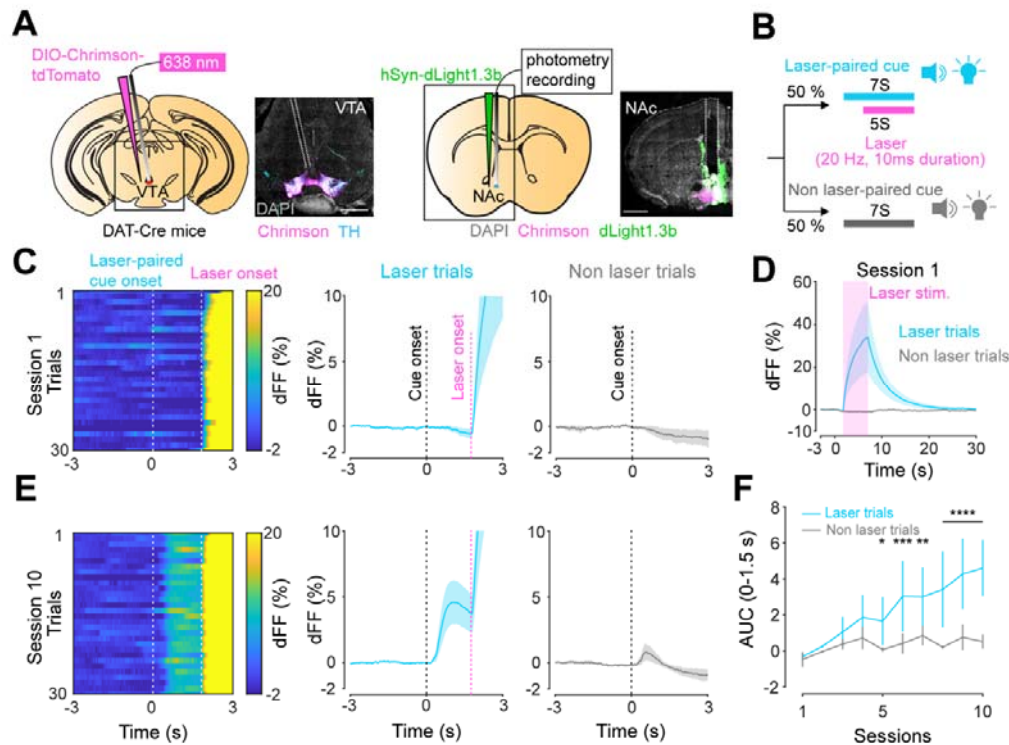 A
DIO-Chrimson-
tdTomato
638 nm
VTA
DAT-Cre mice
VTA
DAPI
Chrimson TH
hSyn-dLight1.3b
photometry
recording
NAc
NAc
DAPI Chrimson dLight1.3b
B
Laser-paired cue
50 %
7S
5S
Laser
(20 Hz, 10ms duration)
Non laser-paired cue
50 %
7S
C
Laser-paired
cue onset
Laser onset
Session 1
Trials
1
30
-3 0 3
20
-2
dFF (%)
Laser trials
dFF (%)
10
5
0
-2
Cue onset
Laser onset
-3 0 3
Non laser trials
dFF (%)
10
5
0
-2
Cue onset
-3 0 3
D
Session 1
Laser stim.
Laser trials
Non laser trials
dFF (%)
60
40
20
0
-10
-3 0 10 20 30
Time (s)
E
Session 10
Trials
1
30
-3 0 3
Time (s)
20
-2
dFF (%)
dFF (%)
10
5
0
-2
-3 0 3
Time (s)
dFF (%)
10
5
0
-2
-3 0 3
Time (s)
F
Laser trials
Non laser trials
* *** ** ****
AUC (0-1.5 s)
8
6
4
2
0
-2
1 5 10
Sessions